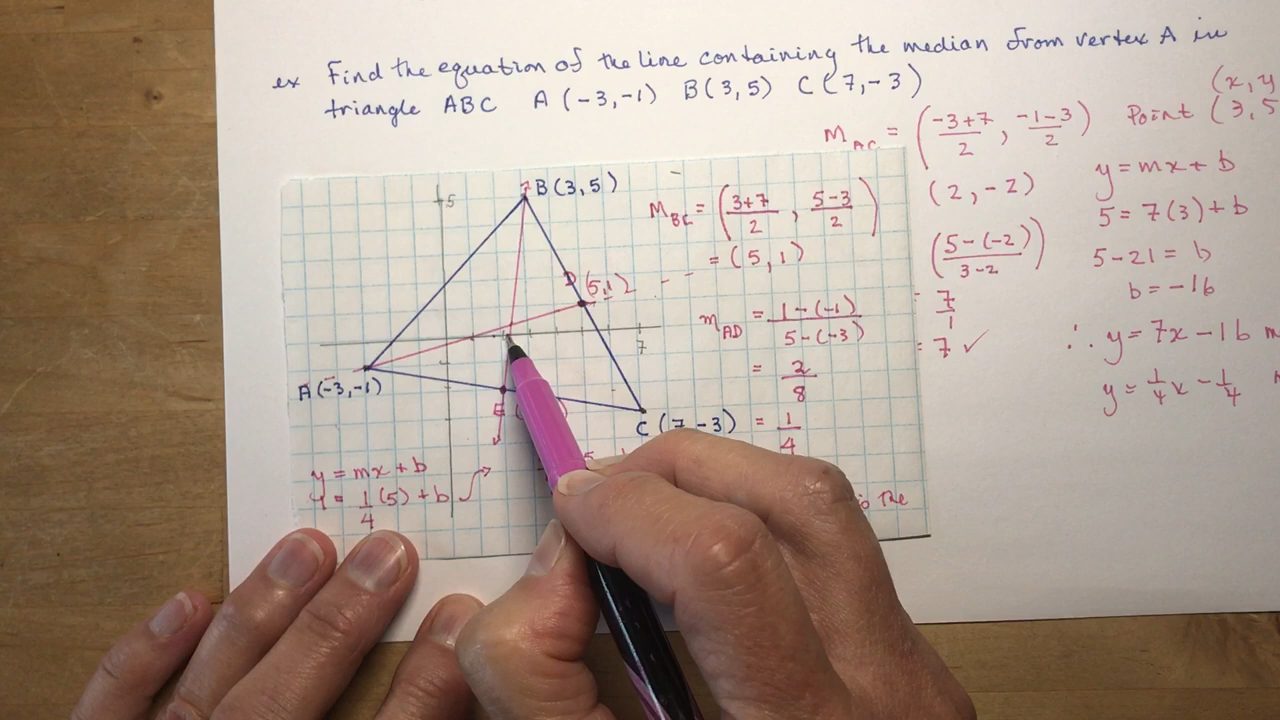 ex Find the equation of the line containing the median from vertex A in
triangle ABC A(-3,-1) B(3,5) C(7,-3)
5
B(3,5)
D(5,1)
7
A(-3,-1)
E
C(7-3)
y = mx + b
y = 1/4 (5) + b
M_BC = (3+7/2, 5-3/2)
= (5,1)
m_AD = 1-(-1)/5-(-3)
= 2/8
= 1/4
the
M_AC = (-3+7/2, -1-3/2)
(2,-2)
(5-(-2)/3-2)
7/1
= 7 ✓
(x,y
Point (3,5
y = mx + b
5 = 7(3) + b
5-21 = b
b = -16
∴ y = 7x - 16
y = 1/4 x - 1/4